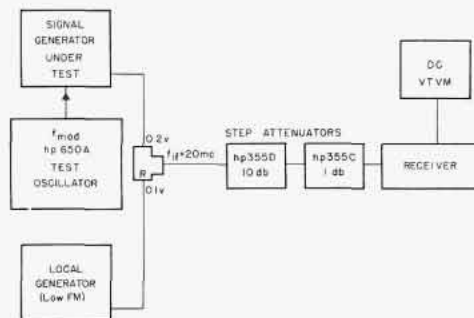 SIGNAL
GENERATOR
UNDER
TEST
fmod
hp 650A
TEST
OSCILLATOR
LOCAL
GENERATOR
(Low FM)
0.2v
R
0.1v
fif=20mc
STEP ATTENUATORS
hp355D
10 db
hp355C
1 db
DC
VTVM
RECEIVER